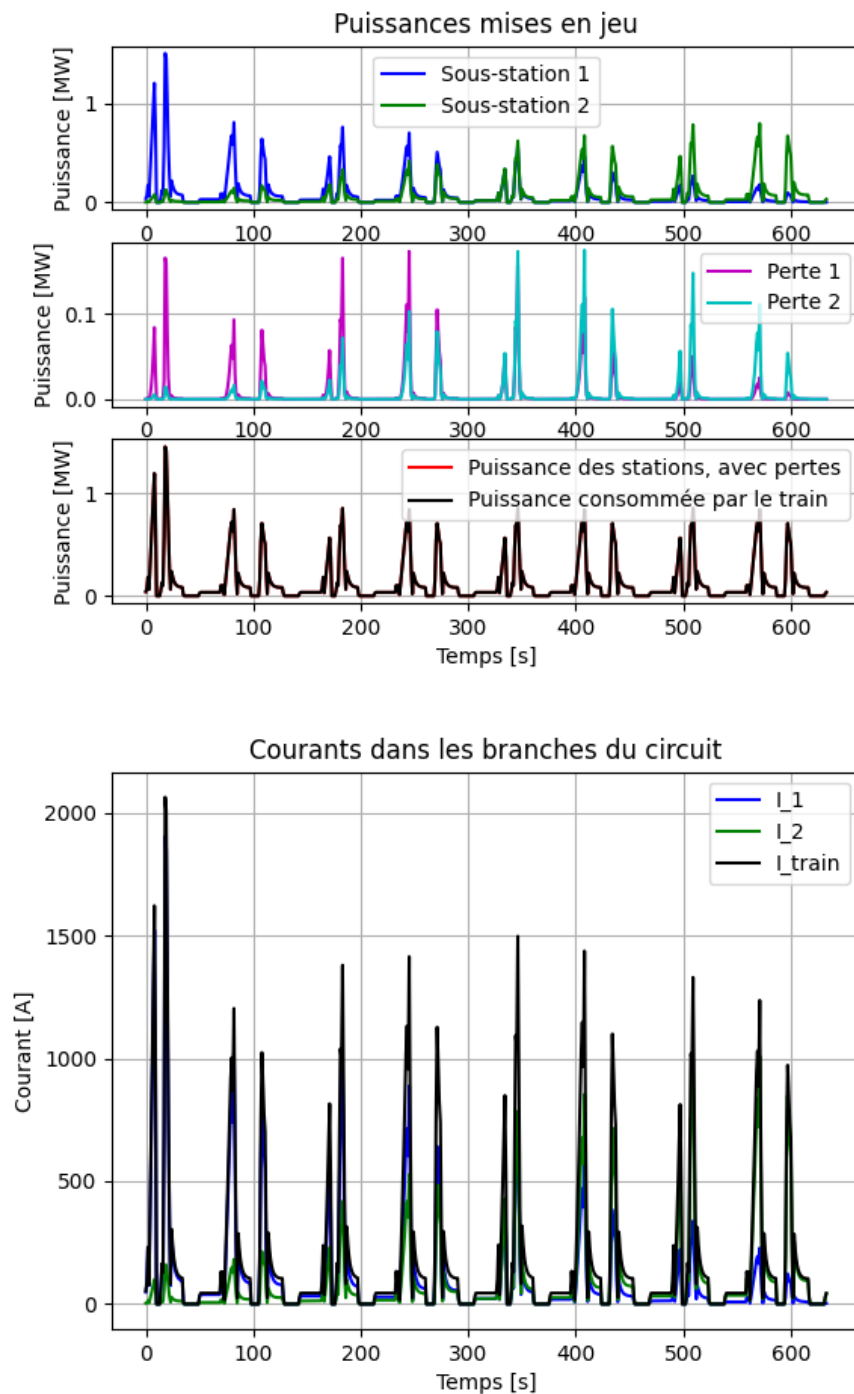 Puissances mises en jeu
Puissance [MW]
1
0
Sous-station 1
Sous-station 2
0 100 200 300 400 500 600
Puissance [MW]
0.1
0.0
Perte 1
Perte 2
0 100 200 300 400 500 600
Puissance [MW]
1
0
Puissance des stations, avec pertes
Puissance consommée par le train
0 100 200 300 400 500 600
Temps [s]
Courants dans les branches du circuit
Courant [A]
2000
1500
1000
500
0
I_1
I_2
I_train
0 100 200 300 400 500 600
Temps [s]